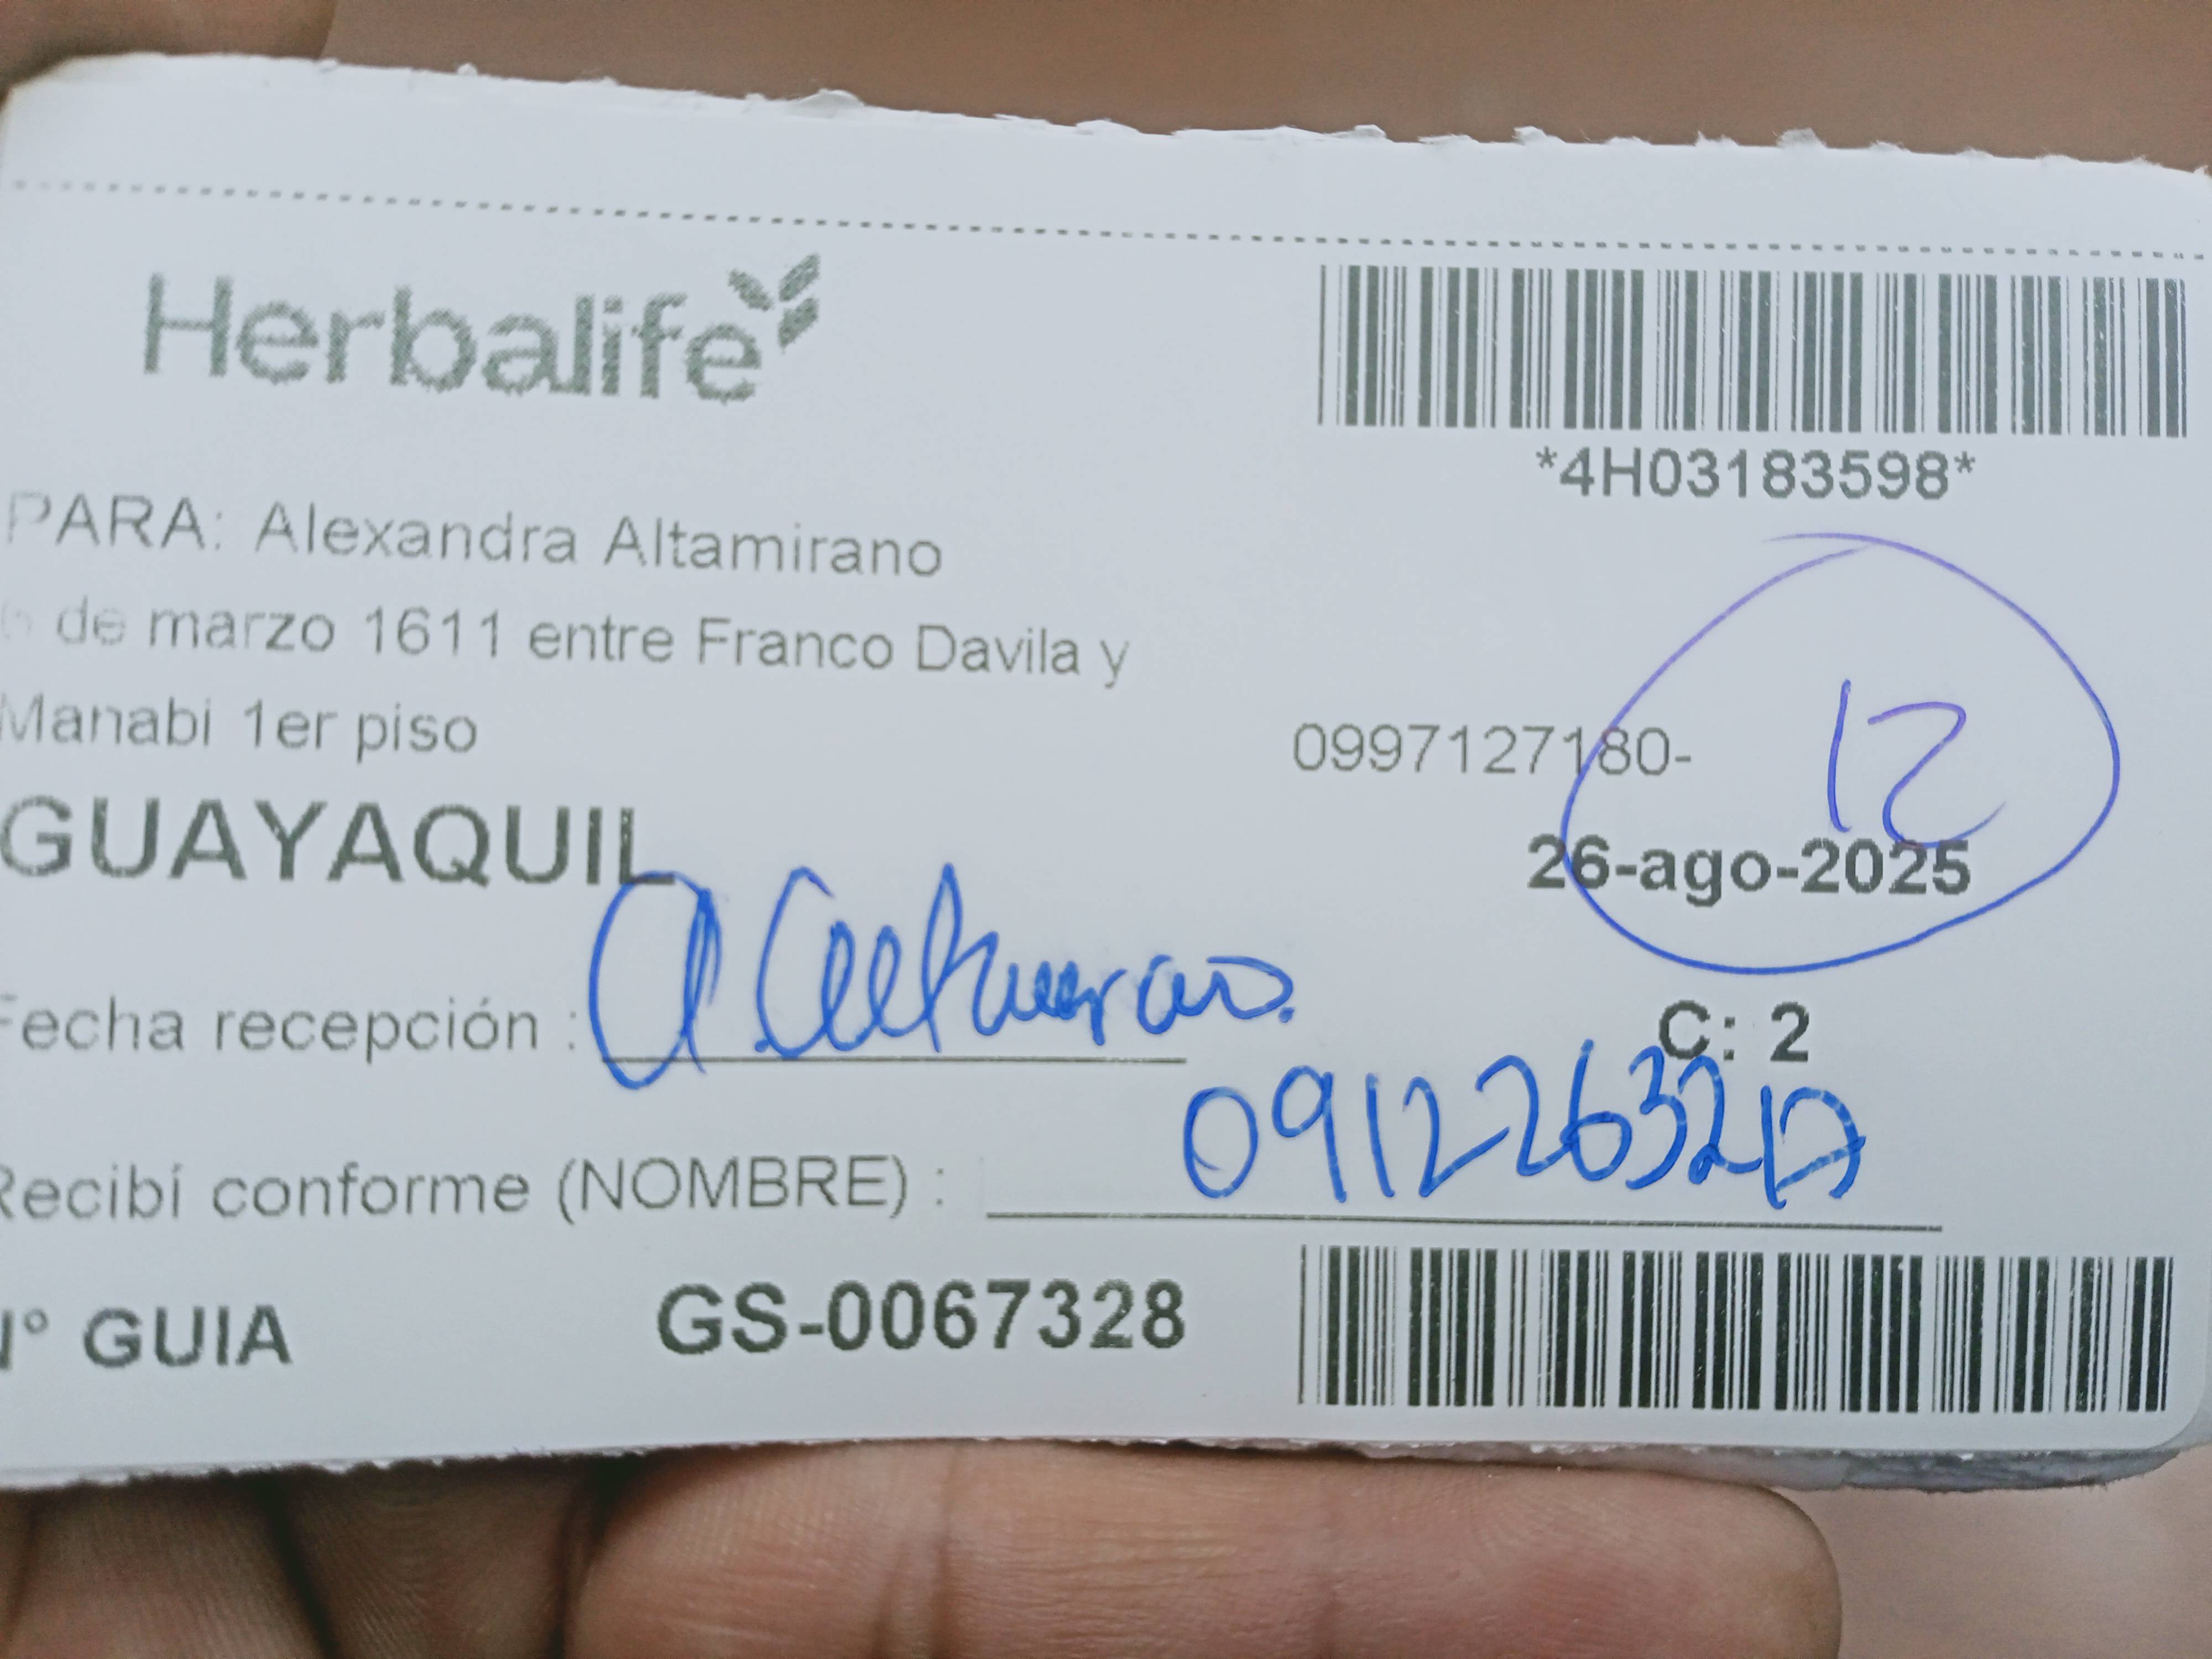 Herbalife
*4H03183598*
PARA: Alexandra Altamirano
de marzo 1611 entre Franco Davila y
Manabi 1er piso
0997127180-
12
GUAYAQUIL
26-ago-2025
Fecha recepción :
C: 2
Recibí conforme (NOMBRE) :
N° GUIA GS-0067328